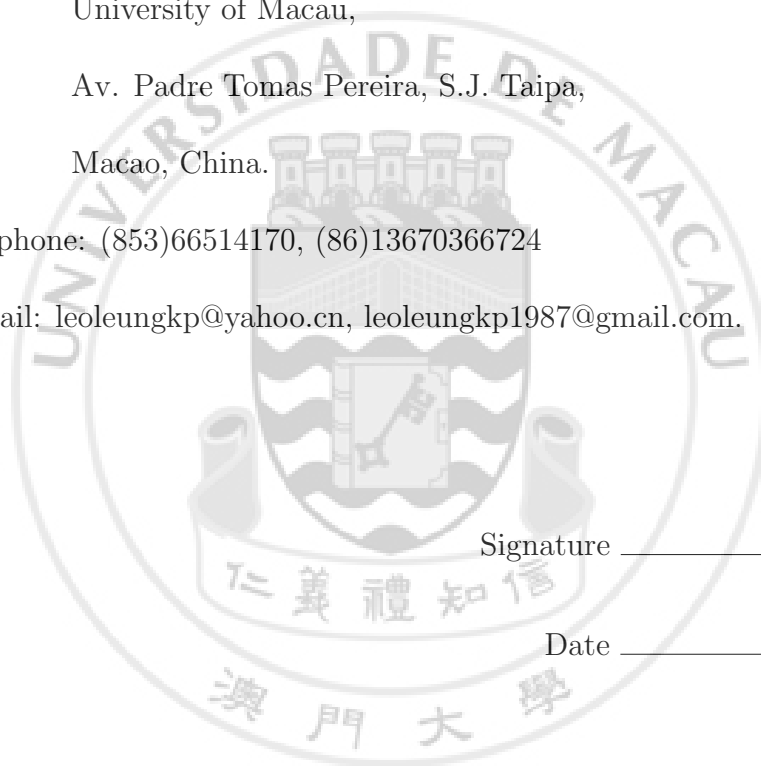 University of Macau,
Av. Padre Tomas Pereira, S.J. Taipa,
Macao, China.
phone: (853)66514170, (86)13670366724
ail: leoleungkp@yahoo.cn, leoleungkp1987@gmail.com.
Signature
Date
UNIVERSIDADE DE MACAU
仁義禮知信
澳門大學